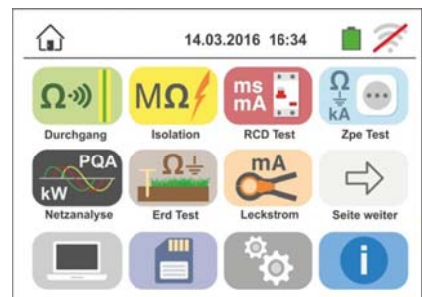 14.03.2016 16:34
Ω
MΩ
ms
mA
Ω
kA
Durchgang Isolation RCD Test Zpe Test
PQA
kW
Ω
mA
Netzanalyse Erd Test Leckstrom Seite weiter
i